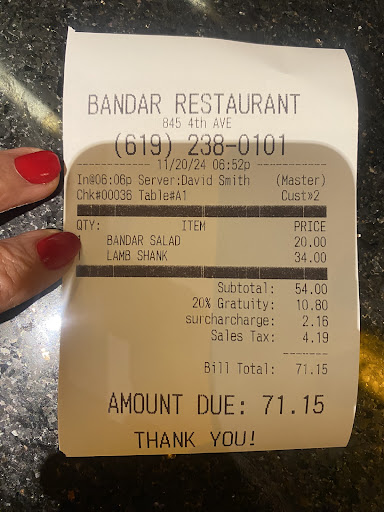 BANDAR RESTAURANT
845 4th AVE
(619) 238-0101
11/20/24 06:52p
In@06:06p Server:David Smith (Master)
Chk#00036 Table#A1 Cust»2
QTY: ITEM PRICE
BANDAR SALAD 20.00
LAMB SHANK 34.00
Subtotal: 54.00
20% Gratuity: 10.80
surcharcharge: 2.16
Sales Tax: 4.19
--------
Bill Total: 71.15
AMOUNT DUE: 71.15
THANK YOU!